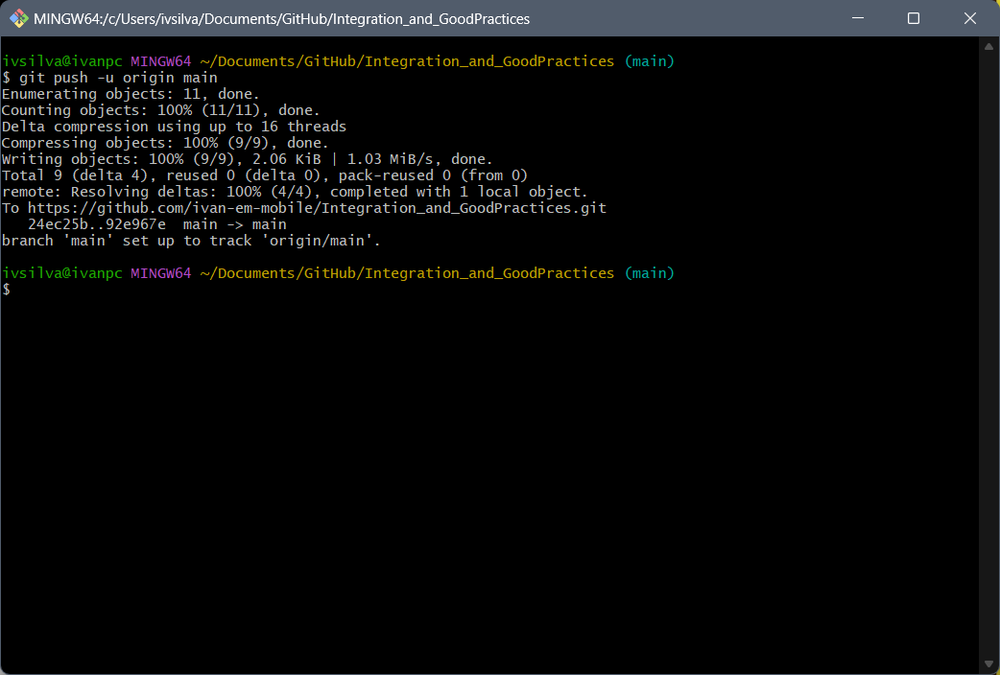 MINGW64:/c/Users/ivsilva/Documents/GitHub/Integration_and_GoodPractices
ivsilva@ivanpc MINGW64 ~/Documents/GitHub/Integration_and_GoodPractices (main)
$ git push -u origin main
Enumerating objects: 11, done.
Counting objects: 100% (11/11), done.
Delta compression using up to 16 threads
Compressing objects: 100% (9/9), done.
Writing objects: 100% (9/9), 2.06 KiB | 1.03 MiB/s, done.
Total 9 (delta 4), reused 0 (delta 0), pack-reused 0 (from 0)
remote: Resolving deltas: 100% (4/4), completed with 1 local object.
To https://github.com/ivan-em-mobile/Integration_and_GoodPractices.git
   24ec25b..92e967e  main -> main
branch 'main' set up to track 'origin/main'.
ivsilva@ivanpc MINGW64 ~/Documents/GitHub/Integration_and_GoodPractices (main)
$